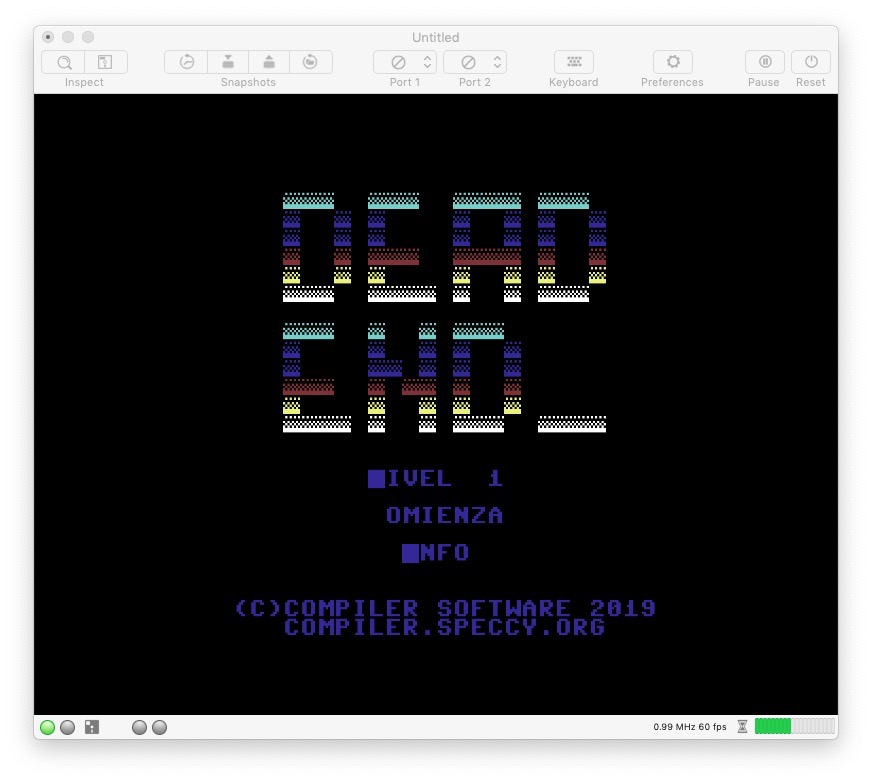 Untitled
Inspect Snapshots Port 1 Port 2 Keyboard Preferences Pause Reset
DEAD
END_
IVEL 1
OMIENZA
NFO
(C)COMPILER SOFTWARE 2019
COMPILER.SPECCY.ORG
0.99 MHz 60 fps